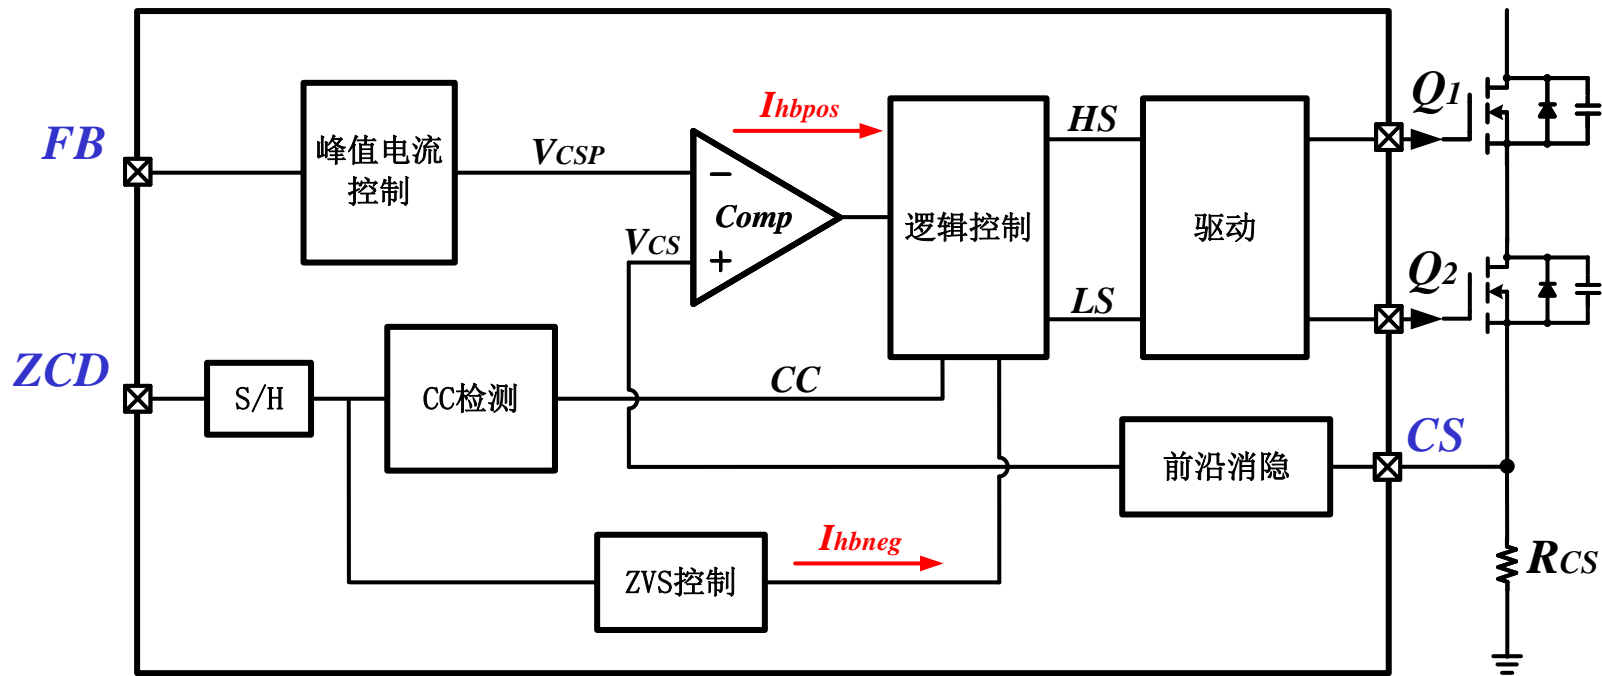 FB
峰值电流
控制
VCSP
Ihbpos
Comp
−
+
VCS
逻辑控制
HS
LS
驱动
Q1
Q2
ZCD
S/H
CC检测
CC
前沿消隐
CS
ZVS控制
Ihbneg
RCS